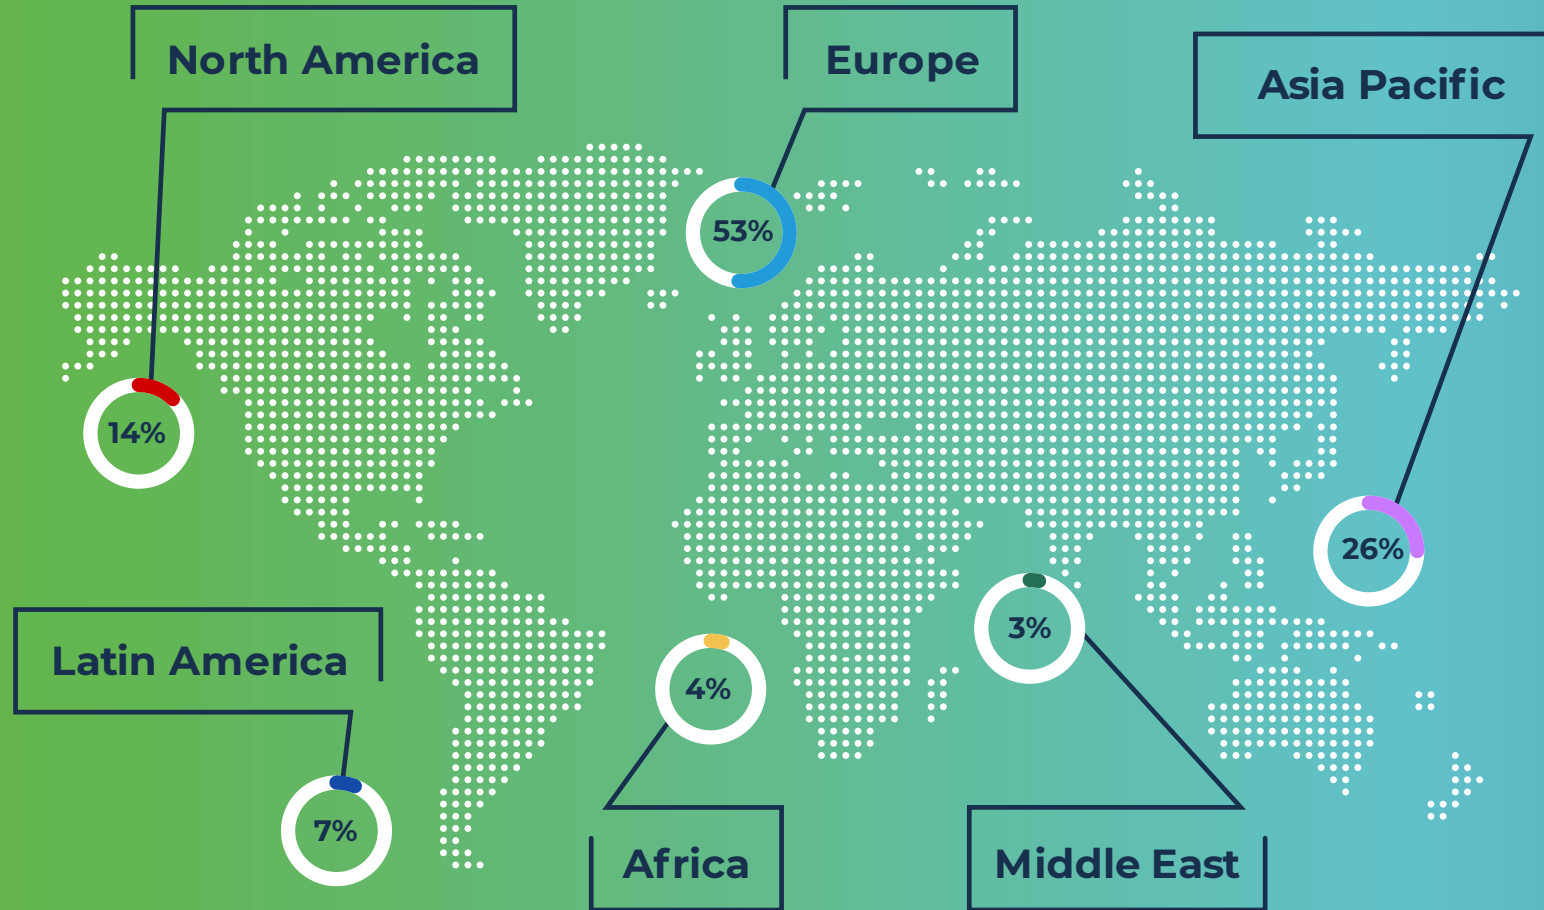 North America
Europe
Asia Pacific
53%
14%
26%
3%
Latin America
4%
7%
Africa
Middle East